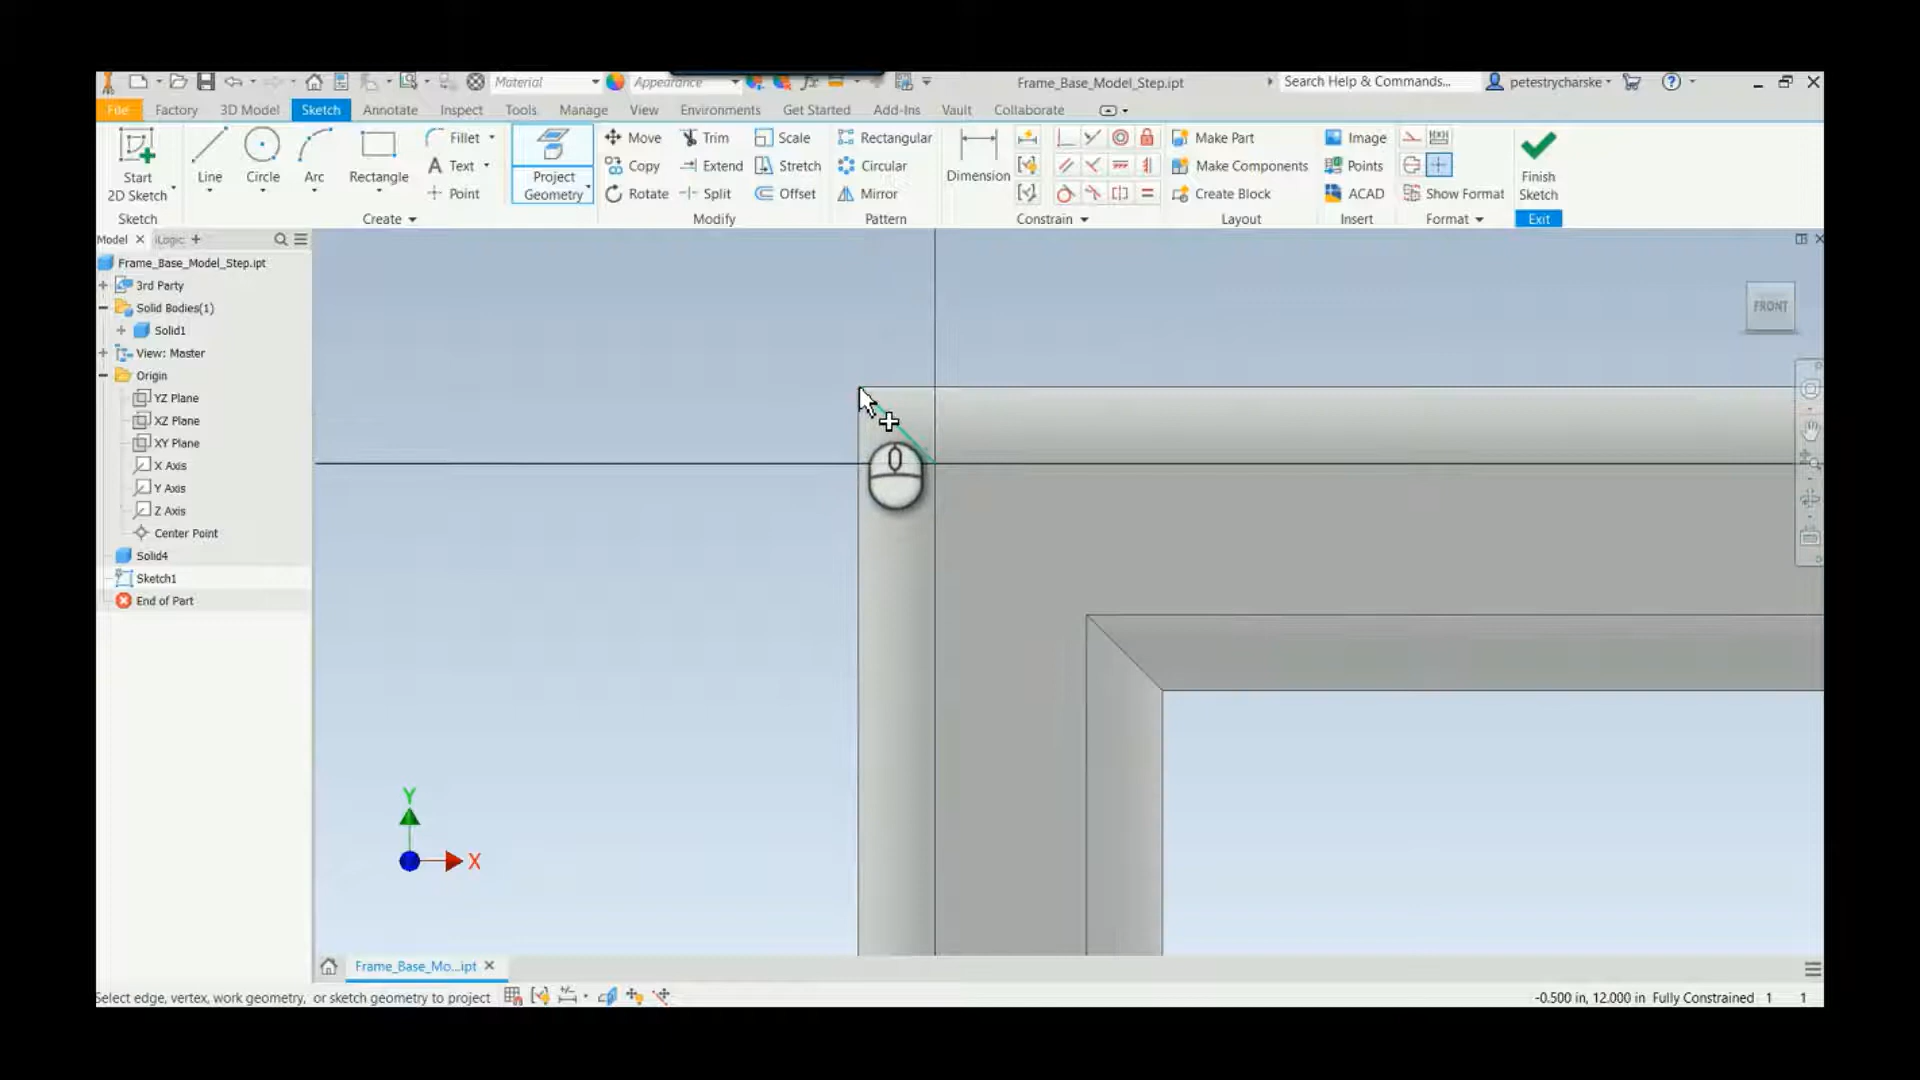 Material
Appearance
fx
Frame_Base_Model_Step.ipt
Search Help & Commands...
petestrycharske
File
Factory
3D Model
Sketch
Annotate
Inspect
Tools
Manage
View
Environments
Get Started
Add-Ins
Vault
Collaborate
Start
2D Sketch
Line
Circle
Arc
Rectangle
Fillet
Text
Point
Project
Geometry
Move
Copy
Rotate
Trim
Extend
Split
Scale
Stretch
Offset
Rectangular
Circular
Mirror
Dimension
Make Part
Make Components
Create Block
Image
Points
ACAD
Show Format
Finish
Sketch
Sketch
Create
Modify
Pattern
Constrain
Layout
Insert
Format
Exit
Model
iLogic
Frame_Base_Model_Step.ipt
3rd Party
Solid Bodies(1)
Solid1
View: Master
Origin
YZ Plane
XZ Plane
XY Plane
X Axis
Y Axis
Z Axis
Center Point
Solid4
Sketch1
End of Part
FRONT
Y
X
Frame_Base_Mo...ipt
Select edge, vertex, work geometry, or sketch geometry to project
-0.500 in, 12.000 in Fully Constrained 1 1